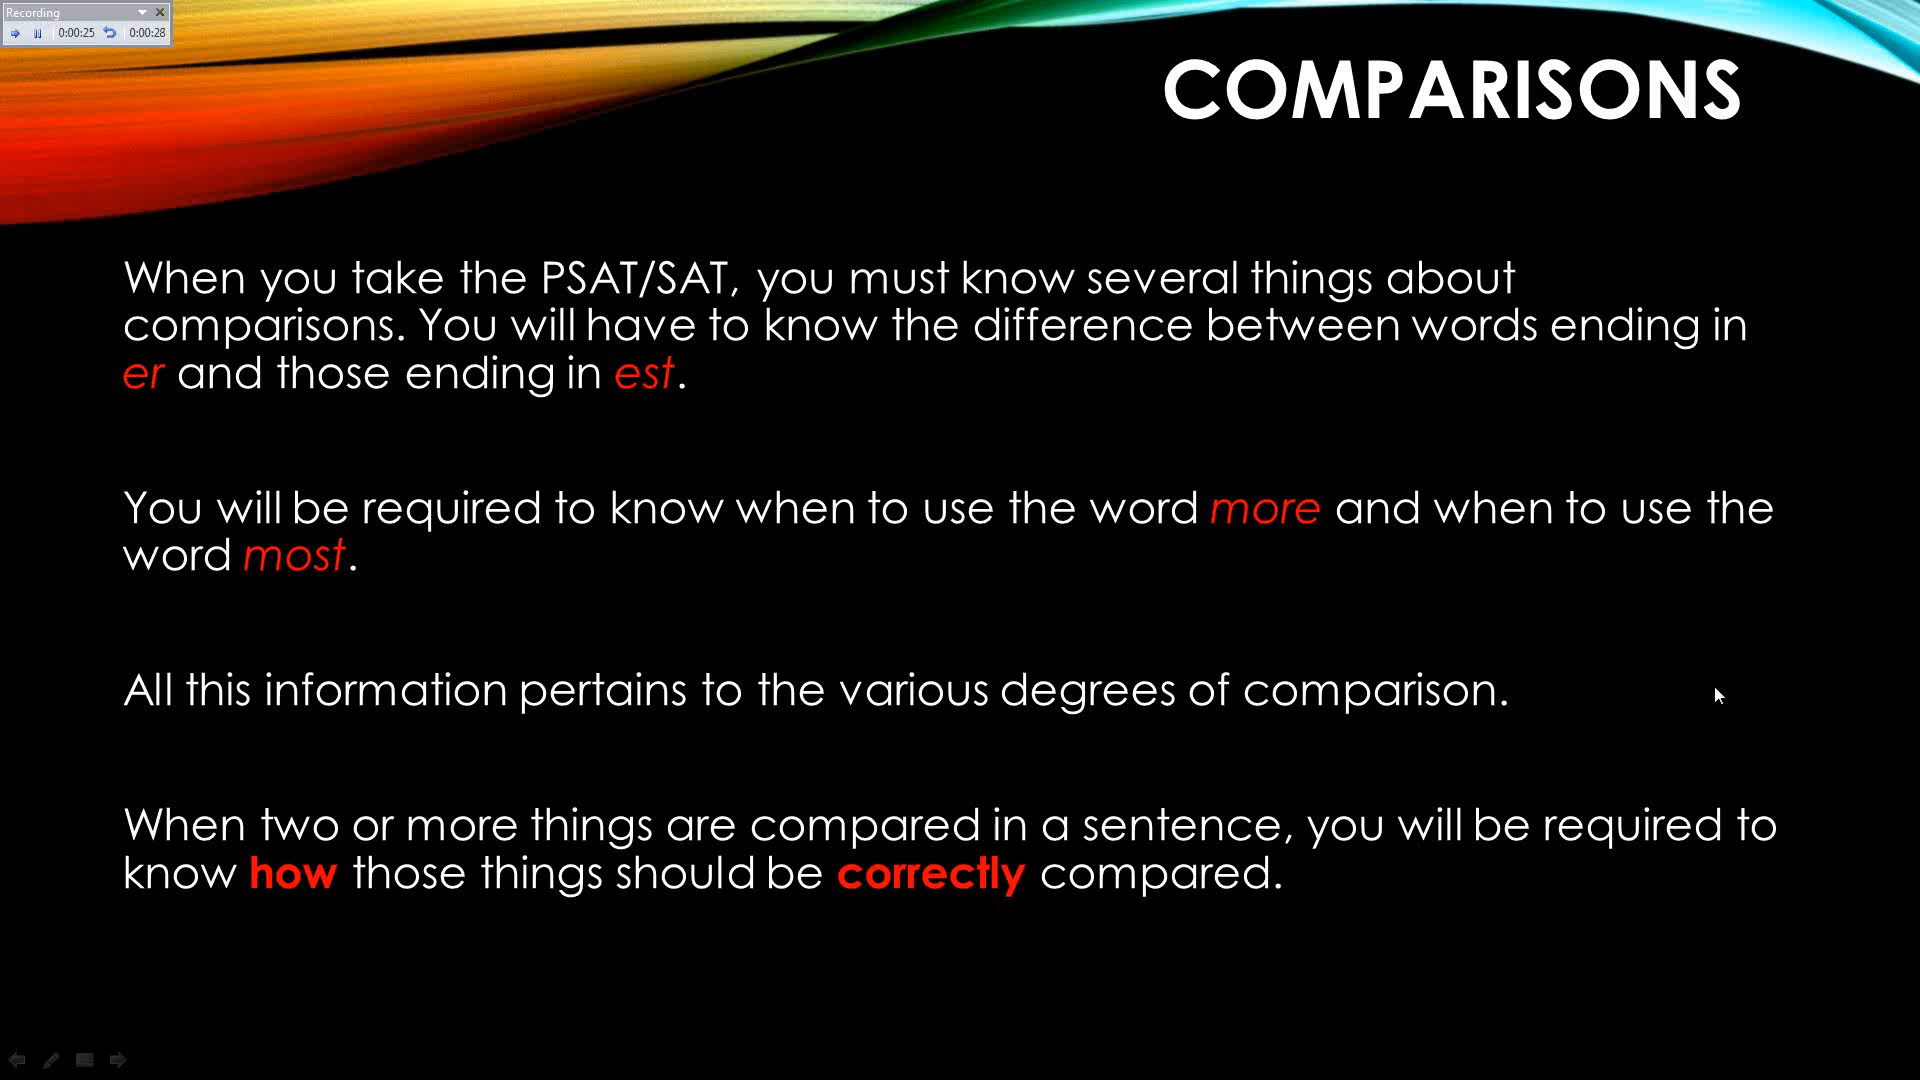 Recording
0:00:25 0:00:28
COMPARISONS
When you take the PSAT/SAT, you must know several things about
comparisons. You will have to know the difference between words ending in
er and those ending in est.
You will be required to know when to use the word more and when to use the
word most.
All this information pertains to the various degrees of comparison.
When two or more things are compared in a sentence, you will be required to
know how those things should be correctly compared.